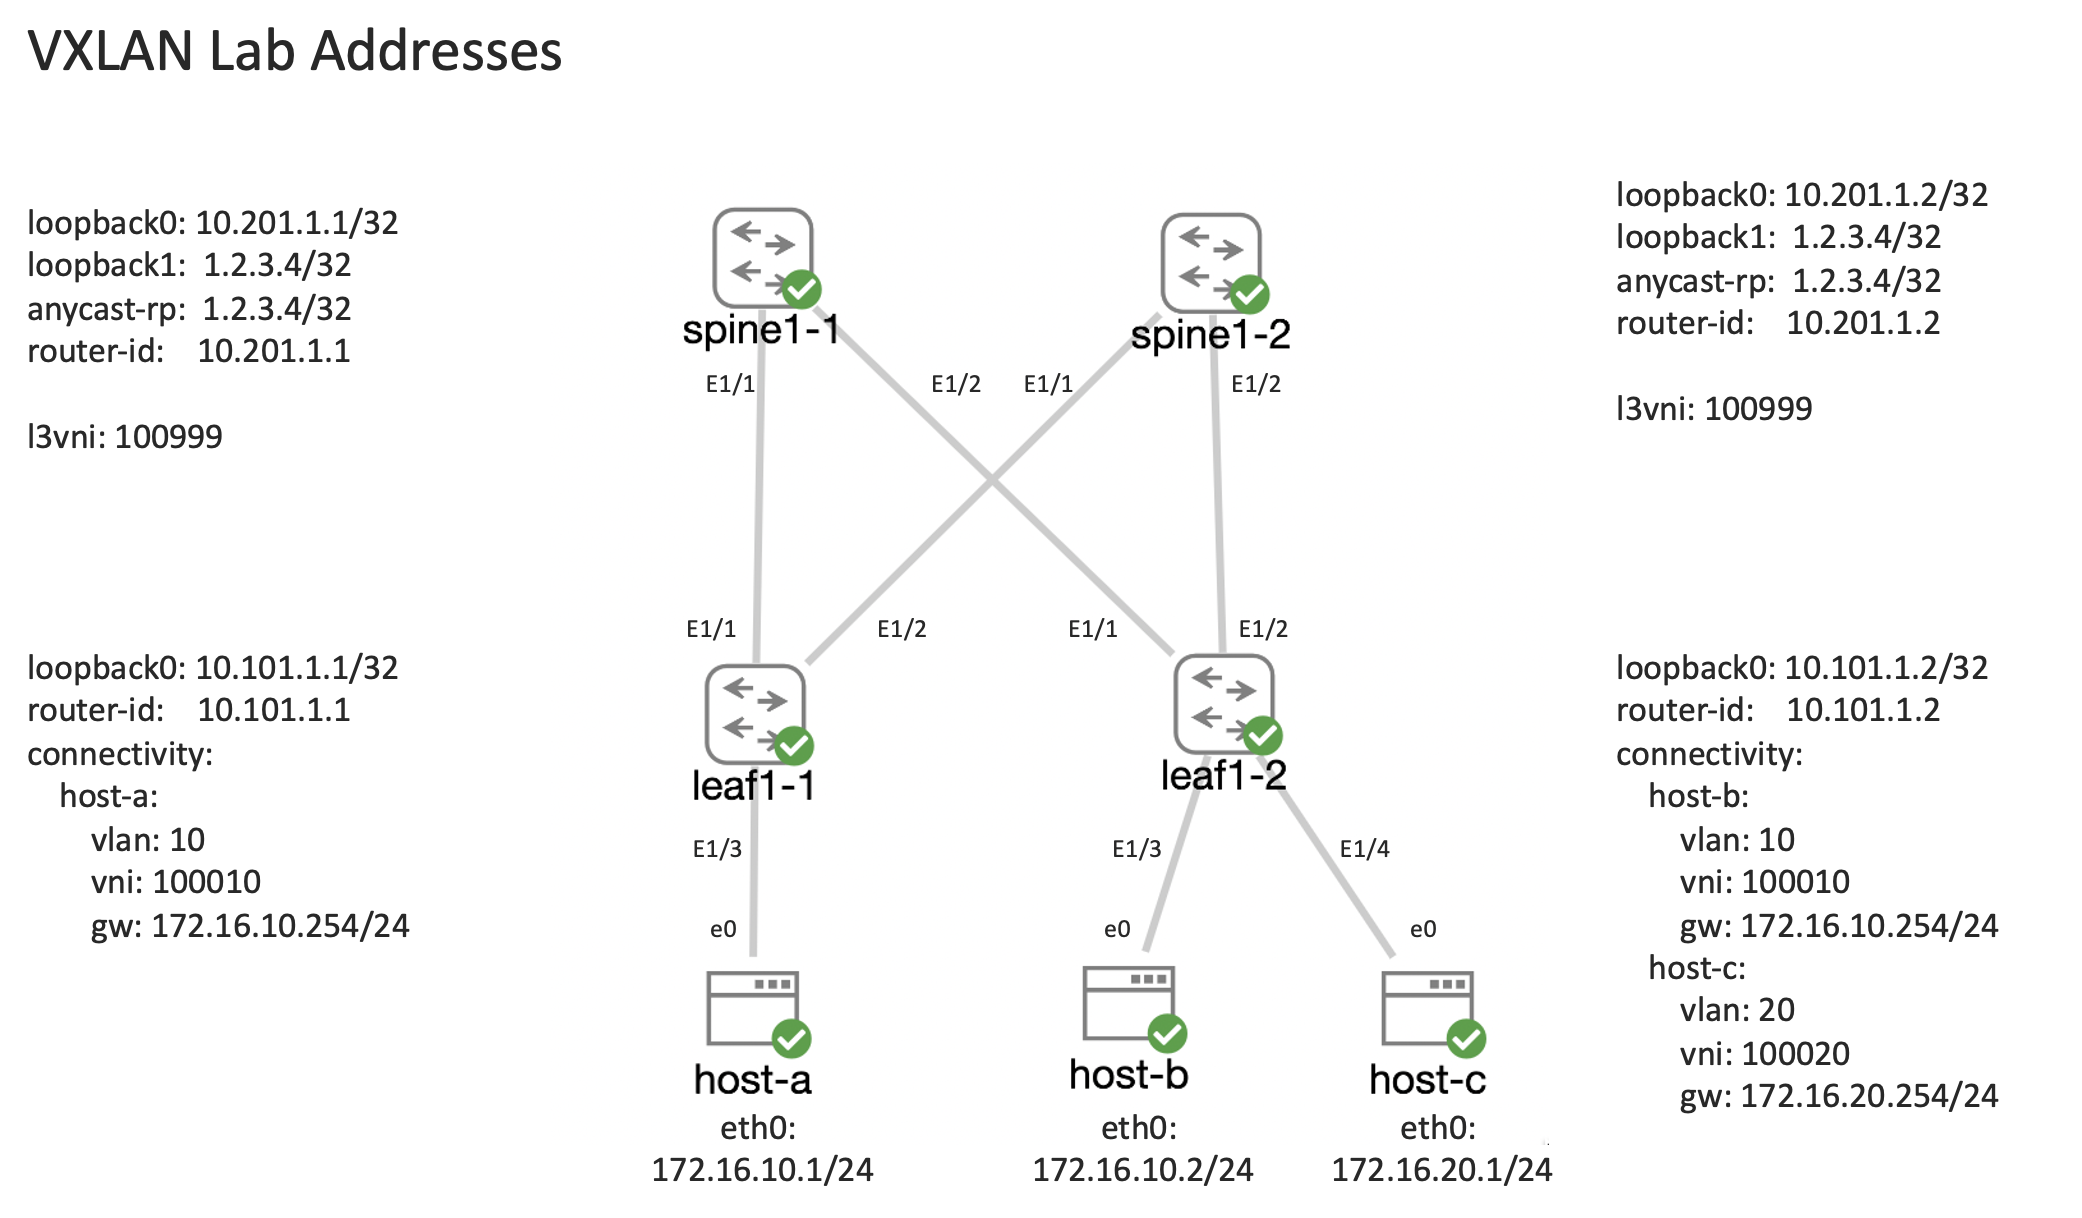 VXLAN Lab Addresses
loopback0: 10.201.1.1/32
loopback1: 1.2.3.4/32
anycast-rp: 1.2.3.4/32
router-id: 10.201.1.1
l3vni: 100999
spine1-1
spine1-2
E1/1
E1/2
E1/1
E1/2
loopback0: 10.201.1.2/32
loopback1: 1.2.3.4/32
anycast-rp: 1.2.3.4/32
router-id: 10.201.1.2
l3vni: 100999
E1/1
E1/2
E1/1
E1/2
loopback0: 10.101.1.1/32
router-id: 10.101.1.1
connectivity:
host-a:
vlan: 10
vni: 100010
gw: 172.16.10.254/24
leaf1-1
leaf1-2
E1/3
E1/3
E1/4
e0
e0
e0
host-a
eth0:
172.16.10.1/24
host-b
eth0:
172.16.10.2/24
host-c
eth0:
172.16.20.1/24
loopback0: 10.101.1.2/32
router-id: 10.101.1.2
connectivity:
host-b:
vlan: 10
vni: 100010
gw: 172.16.10.254/24
host-c:
vlan: 20
vni: 100020
gw: 172.16.20.254/24